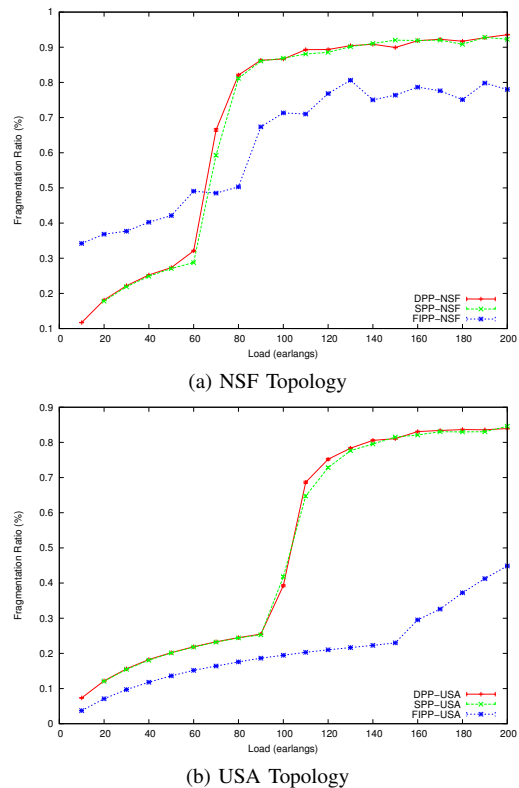 1
0.9
0.8
0.7
0.6
0.5
0.4
0.3
0.2
0.1
Fragmentation Ratio (%)
DPP-NSF
SPP-NSF
FIPP-NSF
0 20 40 60 80 100 120 140 160 180 200
Load (earlangs)
(a) NSF Topology
0.9
0.8
0.7
0.6
0.5
0.4
0.3
0.2
0.1
0
Fragmentation Ratio (%)
DPP-USA
SPP-USA
FIPP-USA
0 20 40 60 80 100 120 140 160 180 200
Load (earlangs)
(b) USA Topology